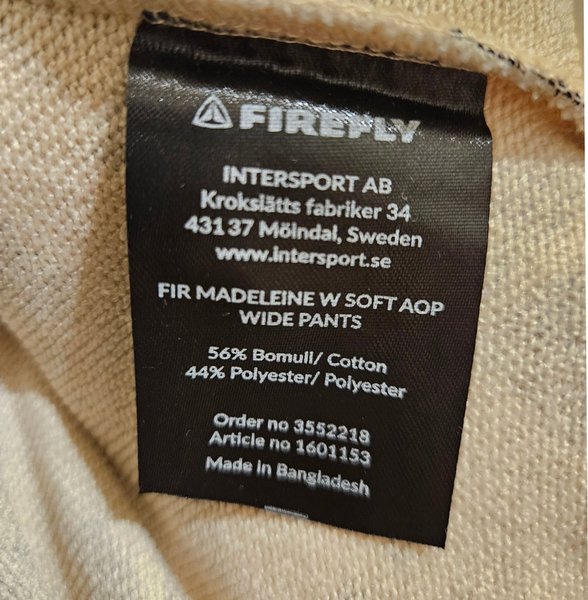 FIREFLY
INTERSPORT AB
Krokslätts fabriker 34
431 37 Mölndal, Sweden
www.intersport.se
FIR MADELEINE W SOFT AOP
WIDE PANTS
56% Bomull/ Cotton
44% Polyester/ Polyester
Order no 3552218
Article no 1601153
Made in Bangladesh